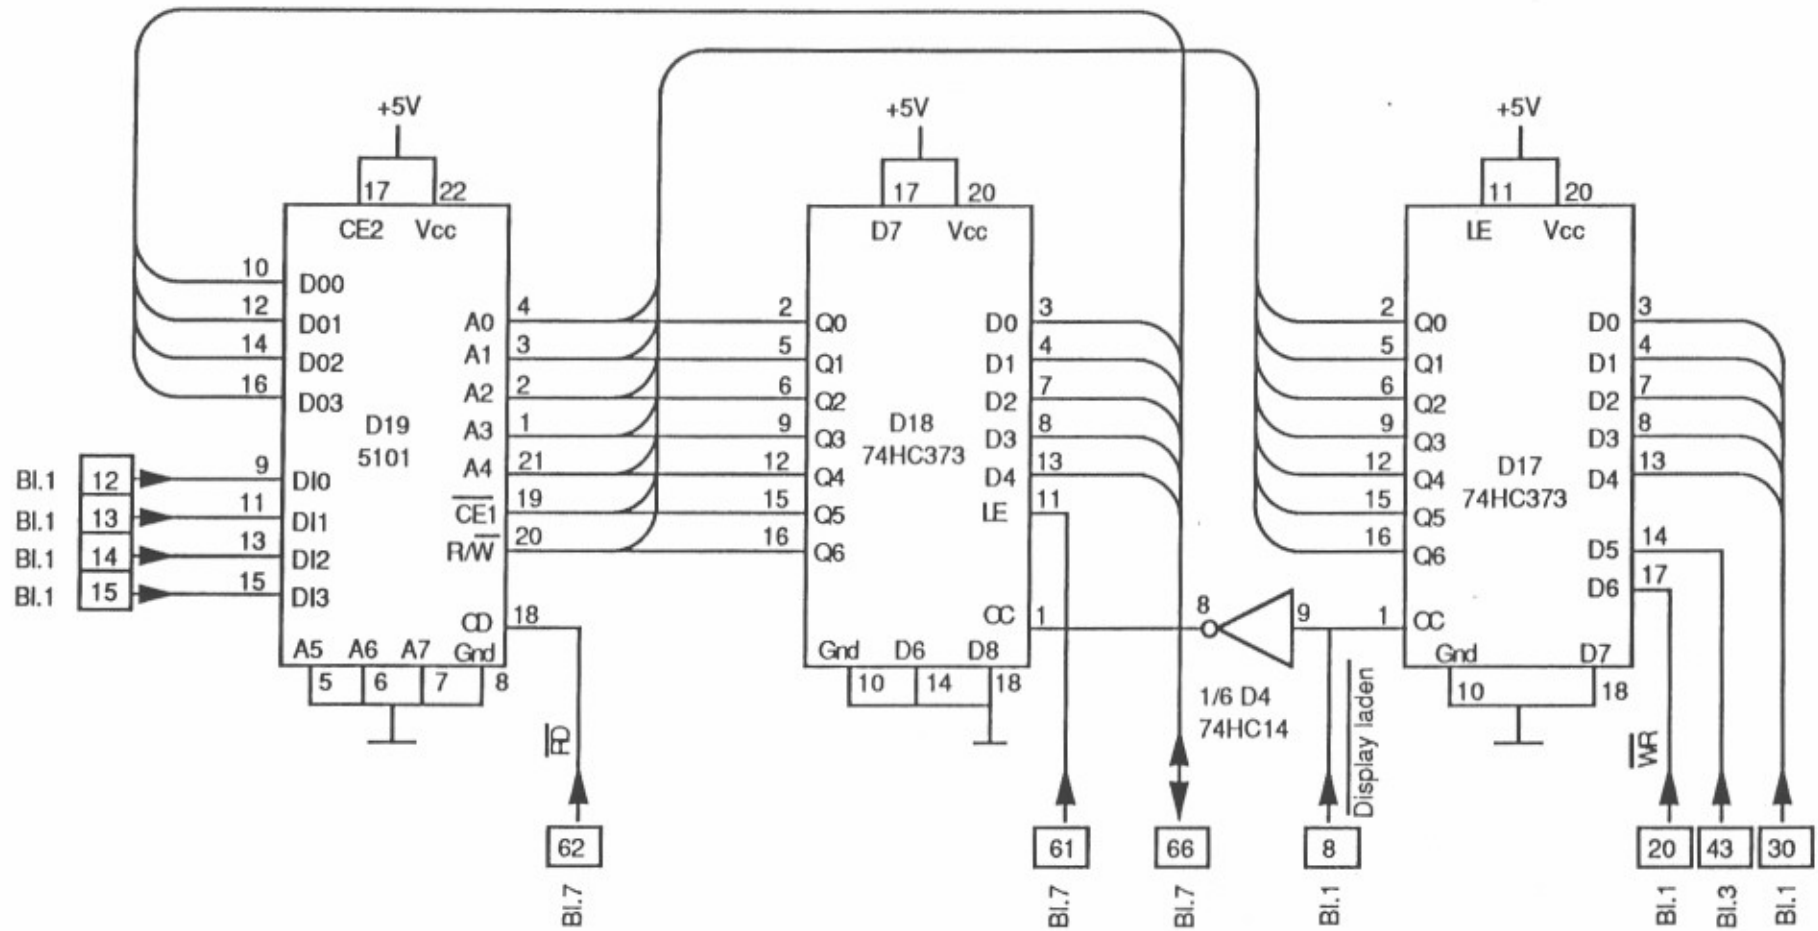 +5V
+5V
+5V
17 22
17 20
11 20
CE2 Vcc
D7 Vcc
LE Vcc
10 D00
12 D01
14 D02
16 D03
D19
5101
A0 4
A1 3
A2 2
A3 1
A4 21
CE1 19
R/W 20
OD 18
Bl.1 12 9 DI0
Bl.1 13 11 DI1
Bl.1 14 13 DI2
Bl.1 15 15 DI3
A5 A6 A7 Gnd
5 6 7 8
RD
62
Bl.7
2 Q0
5 Q1
6 Q2
9 Q3
12 Q4
15 Q5
16 Q6
D18
74HC373
D0 3
D1 4
D2 7
D3 8
D4 13
LE 11
OC 1
Gnd D6 D8
10 14 18
61
Bl.7
66
Bl.7
8 9
1/6 D4
74HC14
Display laden
8
Bl.1
2 Q0
5 Q1
6 Q2
9 Q3
12 Q4
15 Q5
16 Q6
1 OC
D17
74HC373
D0 3
D1 4
D2 7
D3 8
D4 13
D5 14
D6 17
Gnd D7
10 18
WR
20 43 30
Bl.1 Bl.3 Bl.1